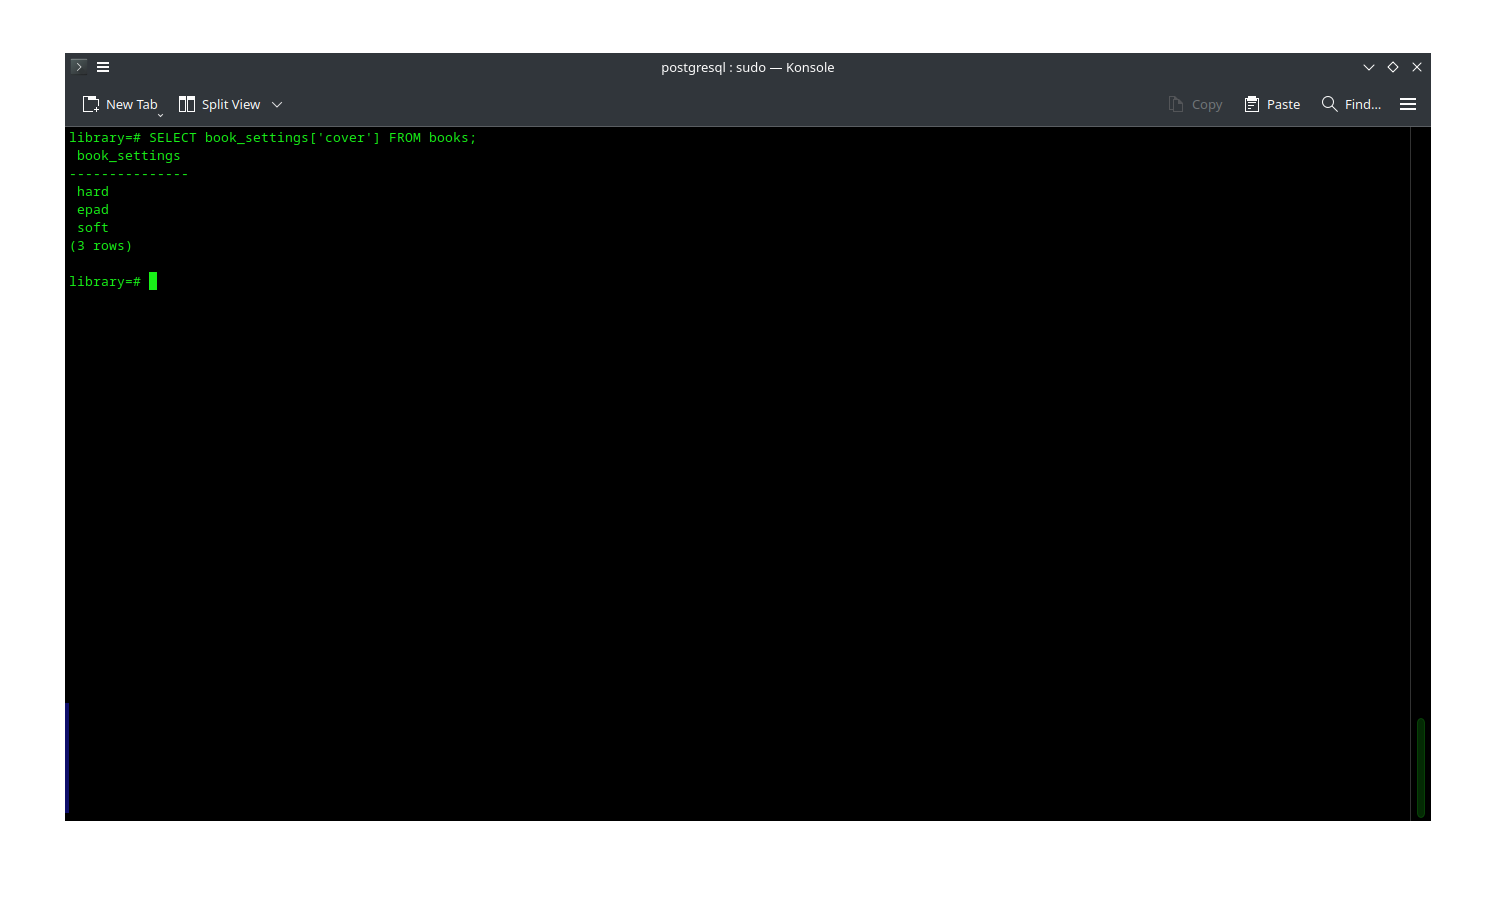 postgresql : sudo — Konsole
New Tab
Split View
Copy
Paste
Find...
library=# SELECT book_settings['cover'] FROM books;
book_settings
---------------
hard
epad
soft
(3 rows)
library=#